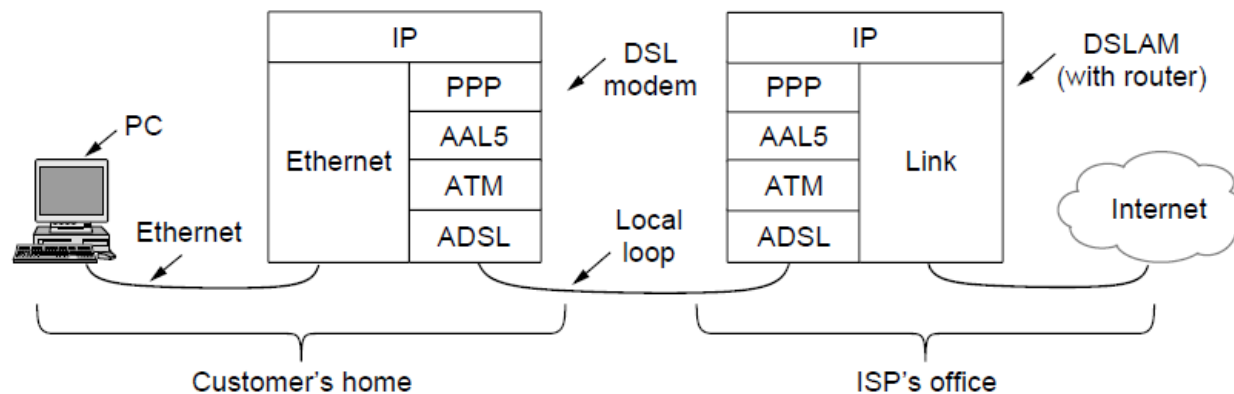 IP
PPP
AAL5
ATM
ADSL
Ethernet
DSL
modem
PC
Ethernet
Local
loop
IP
PPP
AAL5
ATM
ADSL
Link
DSLAM
(with router)
Internet
Customer's home
ISP's office